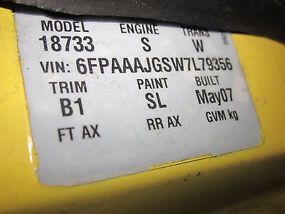 MODEL ENGINE TRANS
18733 S W
VIN: 6FPAAAJGSW7L79356
TRIM PAINT BUILT
B1 SL May07
FT AX RR AX GVM kg